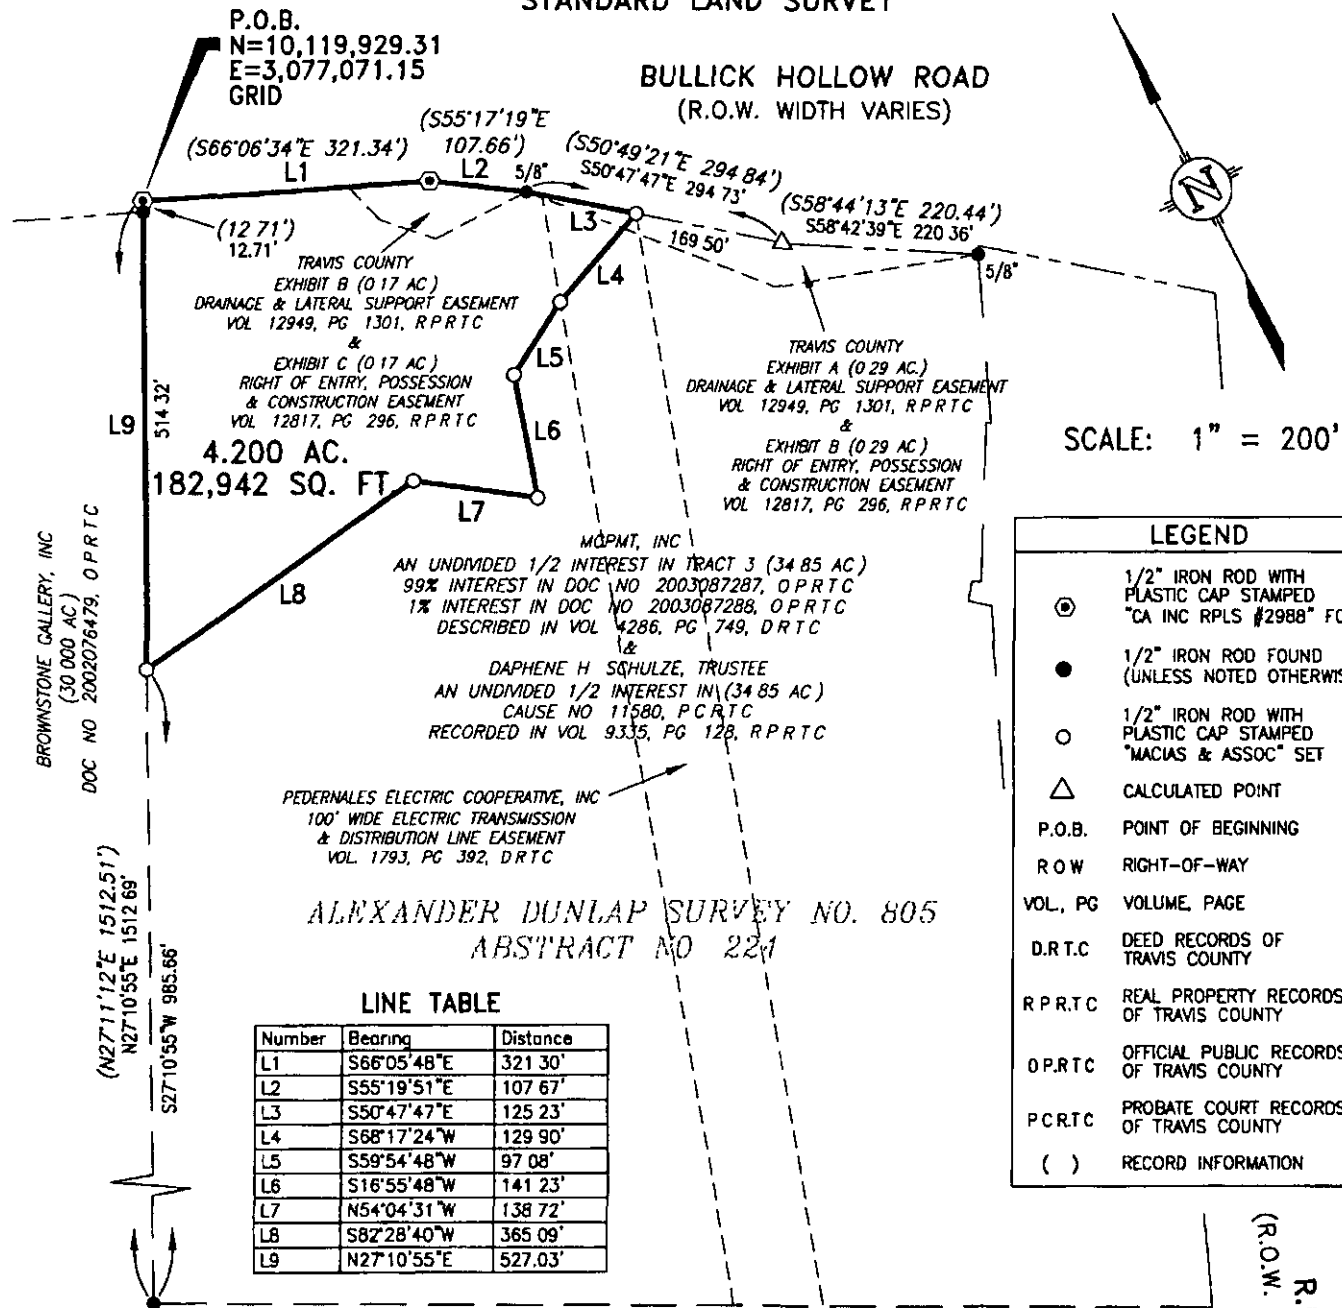 STANDARD LAND SURVEY
P.O.B.
N=10,119,929.31
E=3,077,071.15
GRID
BULLICK HOLLOW ROAD
(R.O.W. WIDTH VARIES)
(S66°06'34"E 321.34')
L1
(S55°17'19"E
107.66')
L2
5/8"
(S50°49'21"E 294 84')
S50°47'47"E 294 73'
(S58°44'13"E 220.44')
S58°42'39"E 220 36'
5/8"
169 50'
L3
L4
L5
L6
L7
L8
L9
514 32'
(12 71')
12.71'
N
TRAVIS COUNTY
EXHIBIT B (0 17 AC)
DRAINAGE & LATERAL SUPPORT EASEMENT
VOL 12949, PG 1301, R P R T C
&
EXHIBIT C (0 17 AC)
RIGHT OF ENTRY, POSSESSION
& CONSTRUCTION EASEMENT
VOL 12817, PG 296, R P R T C
4.200 AC.
182,942 SQ. FT
TRAVIS COUNTY
EXHIBIT A (0 29 AC.)
DRAINAGE & LATERAL SUPPORT EASEMENT
VOL 12949, PG 1301, R P R T C
&
EXHIBIT B (0 29 AC)
RIGHT OF ENTRY, POSSESSION
& CONSTRUCTION EASEMENT
VOL 12817, PG 296, R P R T C
SCALE: 1" = 200'
BROWNSTONE GALLERY, INC
(30 000 AC)
DOC NO 2002076479, O P R T C
MCPMT, INC
AN UNDIVIDED 1/2 INTEREST IN TRACT 3 (34 85 AC)
99% INTEREST IN DOC NO 2003087287, O P R T C
1% INTEREST IN DOC NO 2003087288, O P R T C
DESCRIBED IN VOL 4286, PG 749, D R T C
&
DAPHENE H SCHULZE, TRUSTEE
AN UNDIVIDED 1/2 INTEREST IN (34 85 AC)
CAUSE NO 11580, P C R T C
RECORDED IN VOL 9335, PG 128, R P R T C
PEDERNALES ELECTRIC COOPERATIVE, INC
100' WIDE ELECTRIC TRANSMISSION
& DISTRIBUTION LINE EASEMENT
VOL. 1793, PG 392, D R T C
(N27°11'12"E 1512.51')
N27°10'55"E 1512 69'
S27°10'55"W 985.66'
ALEXANDER DUNLAP SURVEY NO. 805
ABSTRACT NO 224
LINE TABLE
Number Bearing Distance
L1 S66°05'48"E 321 30'
L2 S55°19'51"E 107 67'
L3 S50°47'47"E 125 23'
L4 S68°17'24"W 129 90'
L5 S59°54'48"W 97 08'
L6 S16°55'48"W 141 23'
L7 N54°04'31"W 138 72'
L8 S82°28'40"W 365 09'
L9 N27°10'55"E 527.03'
LEGEND
1/2" IRON ROD WITH
PLASTIC CAP STAMPED
"CA INC RPLS #2988" FO
1/2" IRON ROD FOUND
(UNLESS NOTED OTHERWIS
1/2" IRON ROD WITH
PLASTIC CAP STAMPED
"MACIAS & ASSOC" SET
CALCULATED POINT
P.O.B. POINT OF BEGINNING
R O W RIGHT-OF-WAY
VOL., PG VOLUME, PAGE
D.R T.C DEED RECORDS OF
TRAVIS COUNTY
R P R.T C REAL PROPERTY RECORDS
OF TRAVIS COUNTY
O P.R T C OFFICIAL PUBLIC RECORDS
OF TRAVIS COUNTY
P C R.T C PROBATE COURT RECORDS
OF TRAVIS COUNTY
( ) RECORD INFORMATION
R.
(R.O.W.